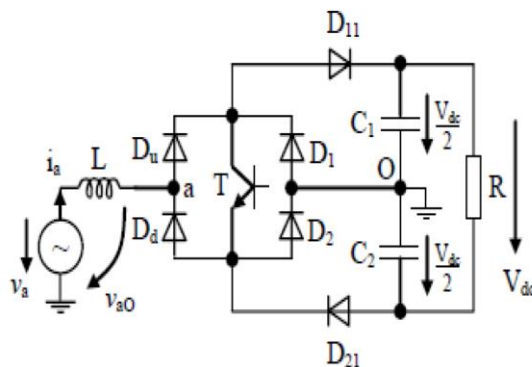 D11
Du
D1
C1
Vdc
2
ia
L
a
T
O
R
Dd
D2
C2
Vdc
2
Vdc
va
vaO
~
D21